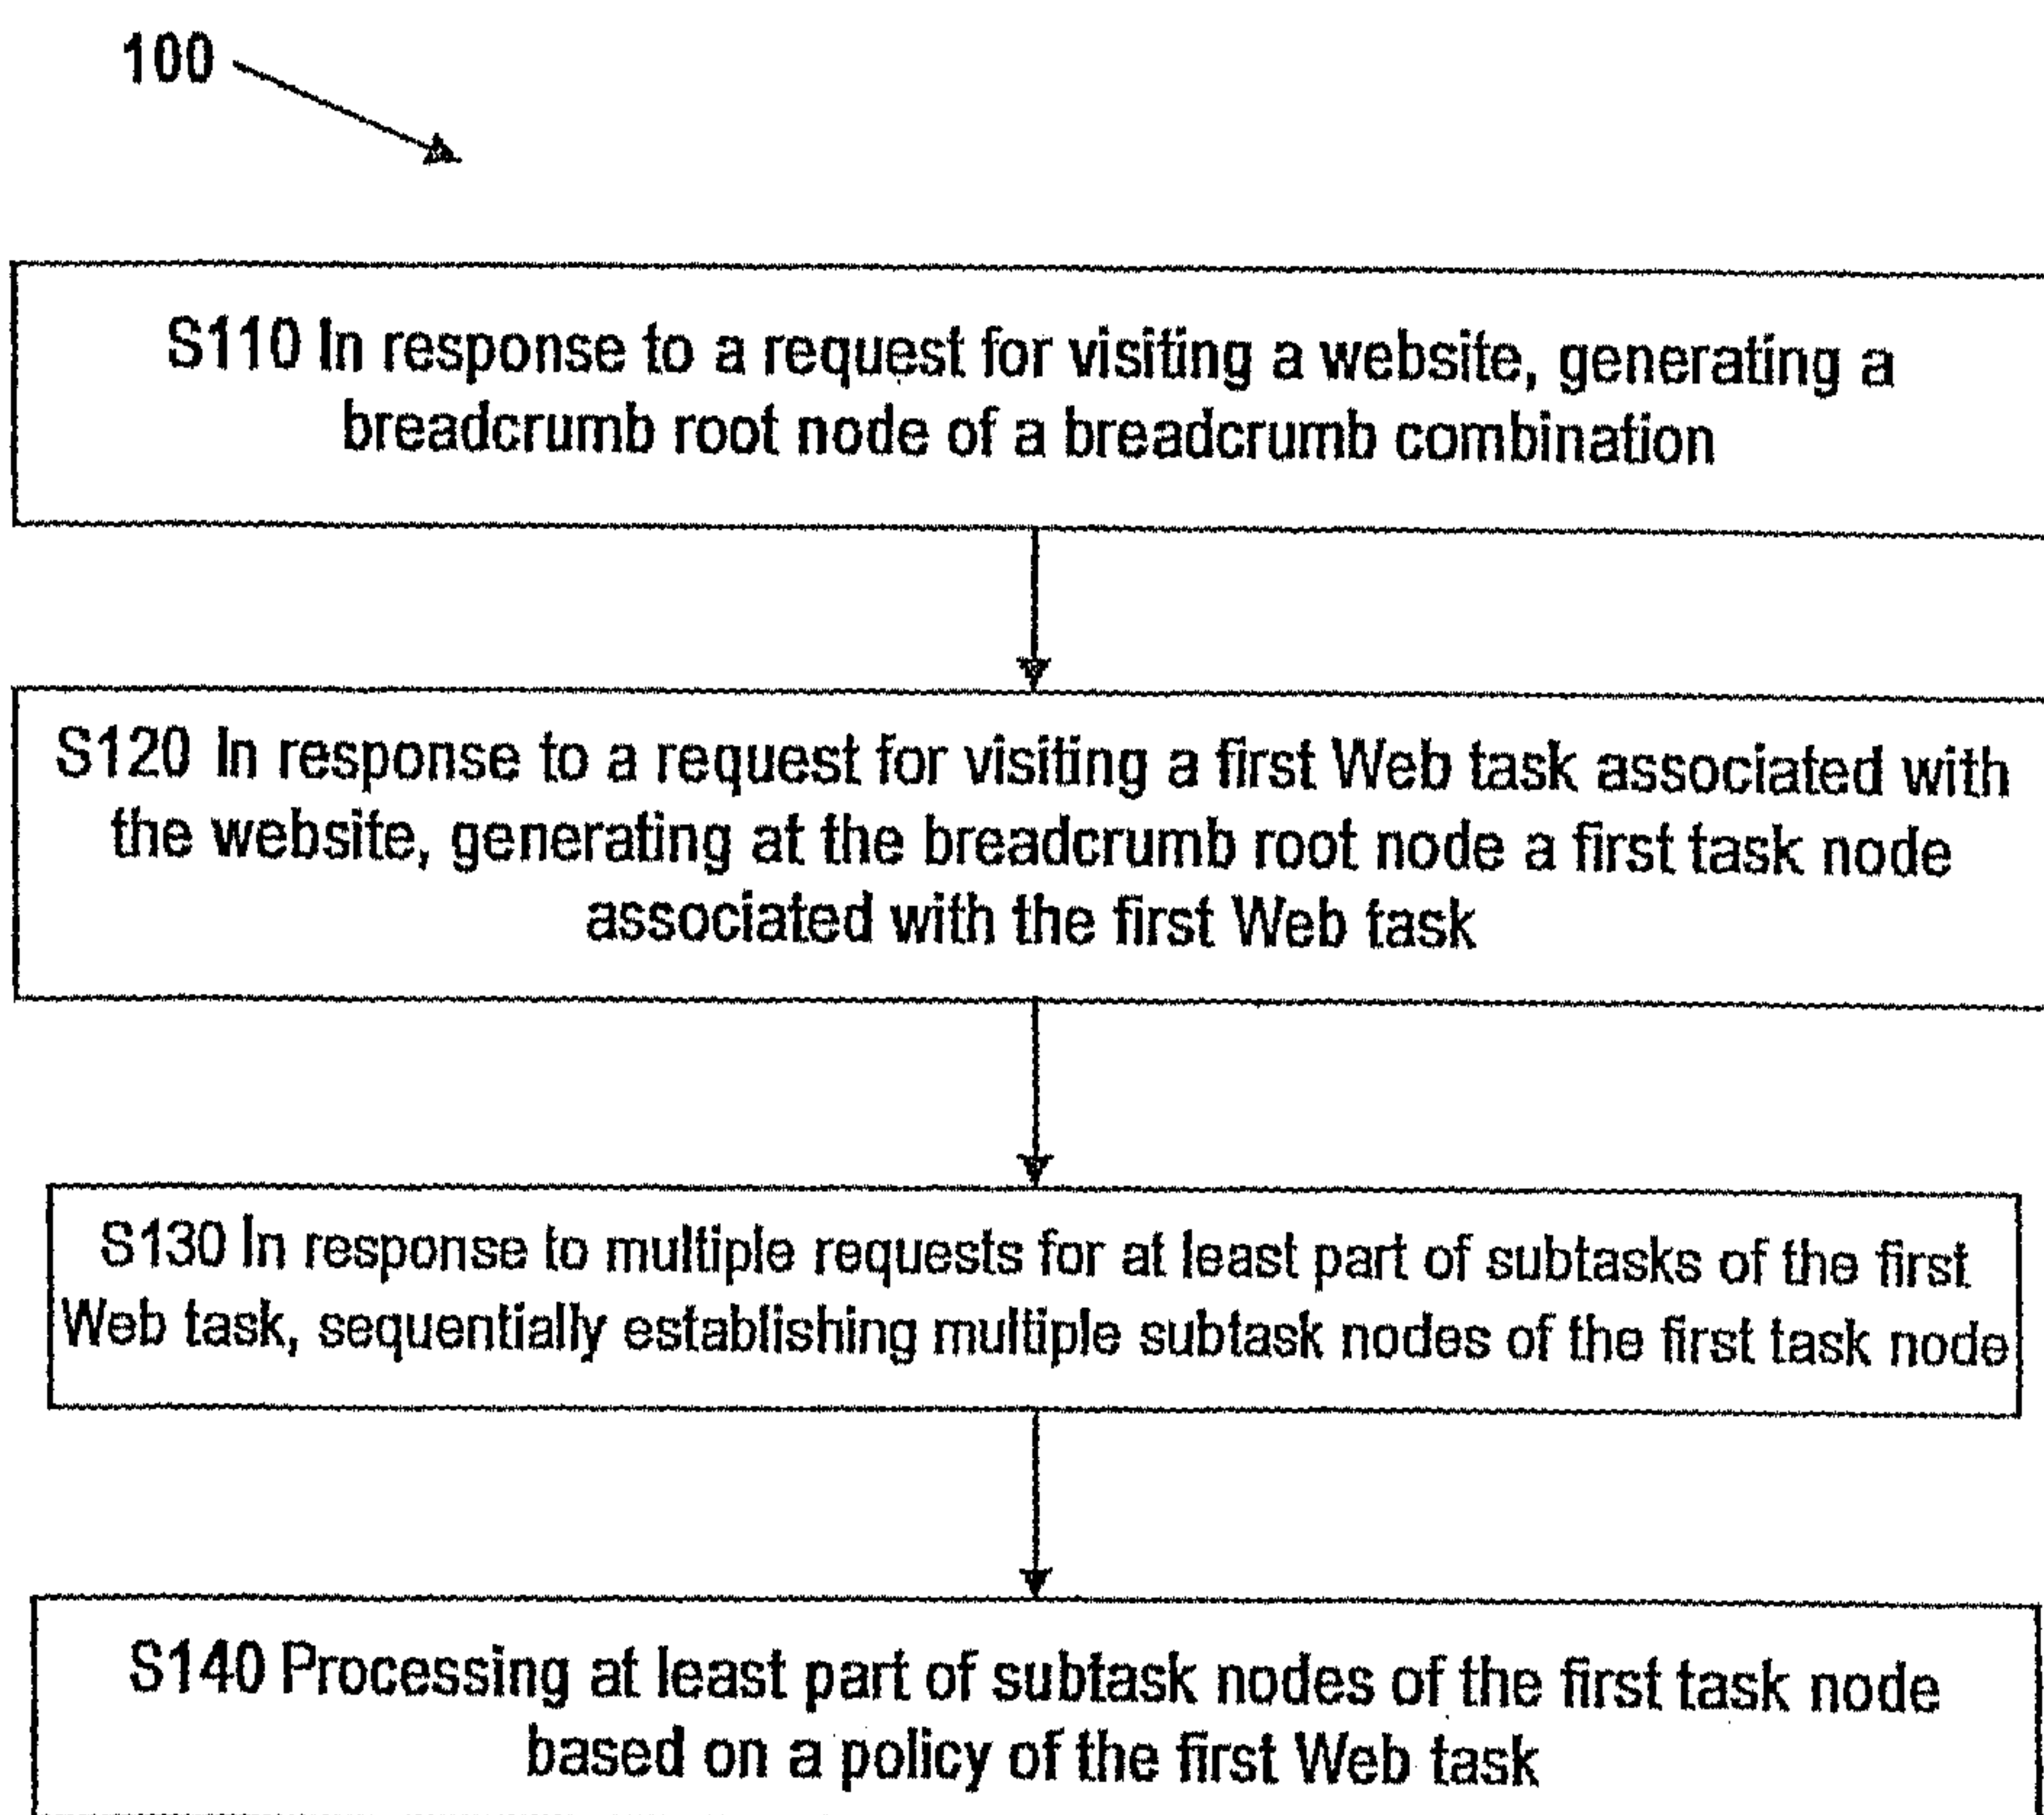 100
S110 In response to a request for visiting a website, generating a
breadcrumb root node of a breadcrumb combination
S120 In response to a request for visiting a first Web task associated with
the website, generating at the breadcrumb root node a first task node
associated with the first Web task
S130 In response to multiple requests for at least part of subtasks of the first
Web task, sequentially establishing multiple subtask nodes of the first task node
S140 Processing at least part of subtask nodes of the first task node
based on a policy of the first Web task